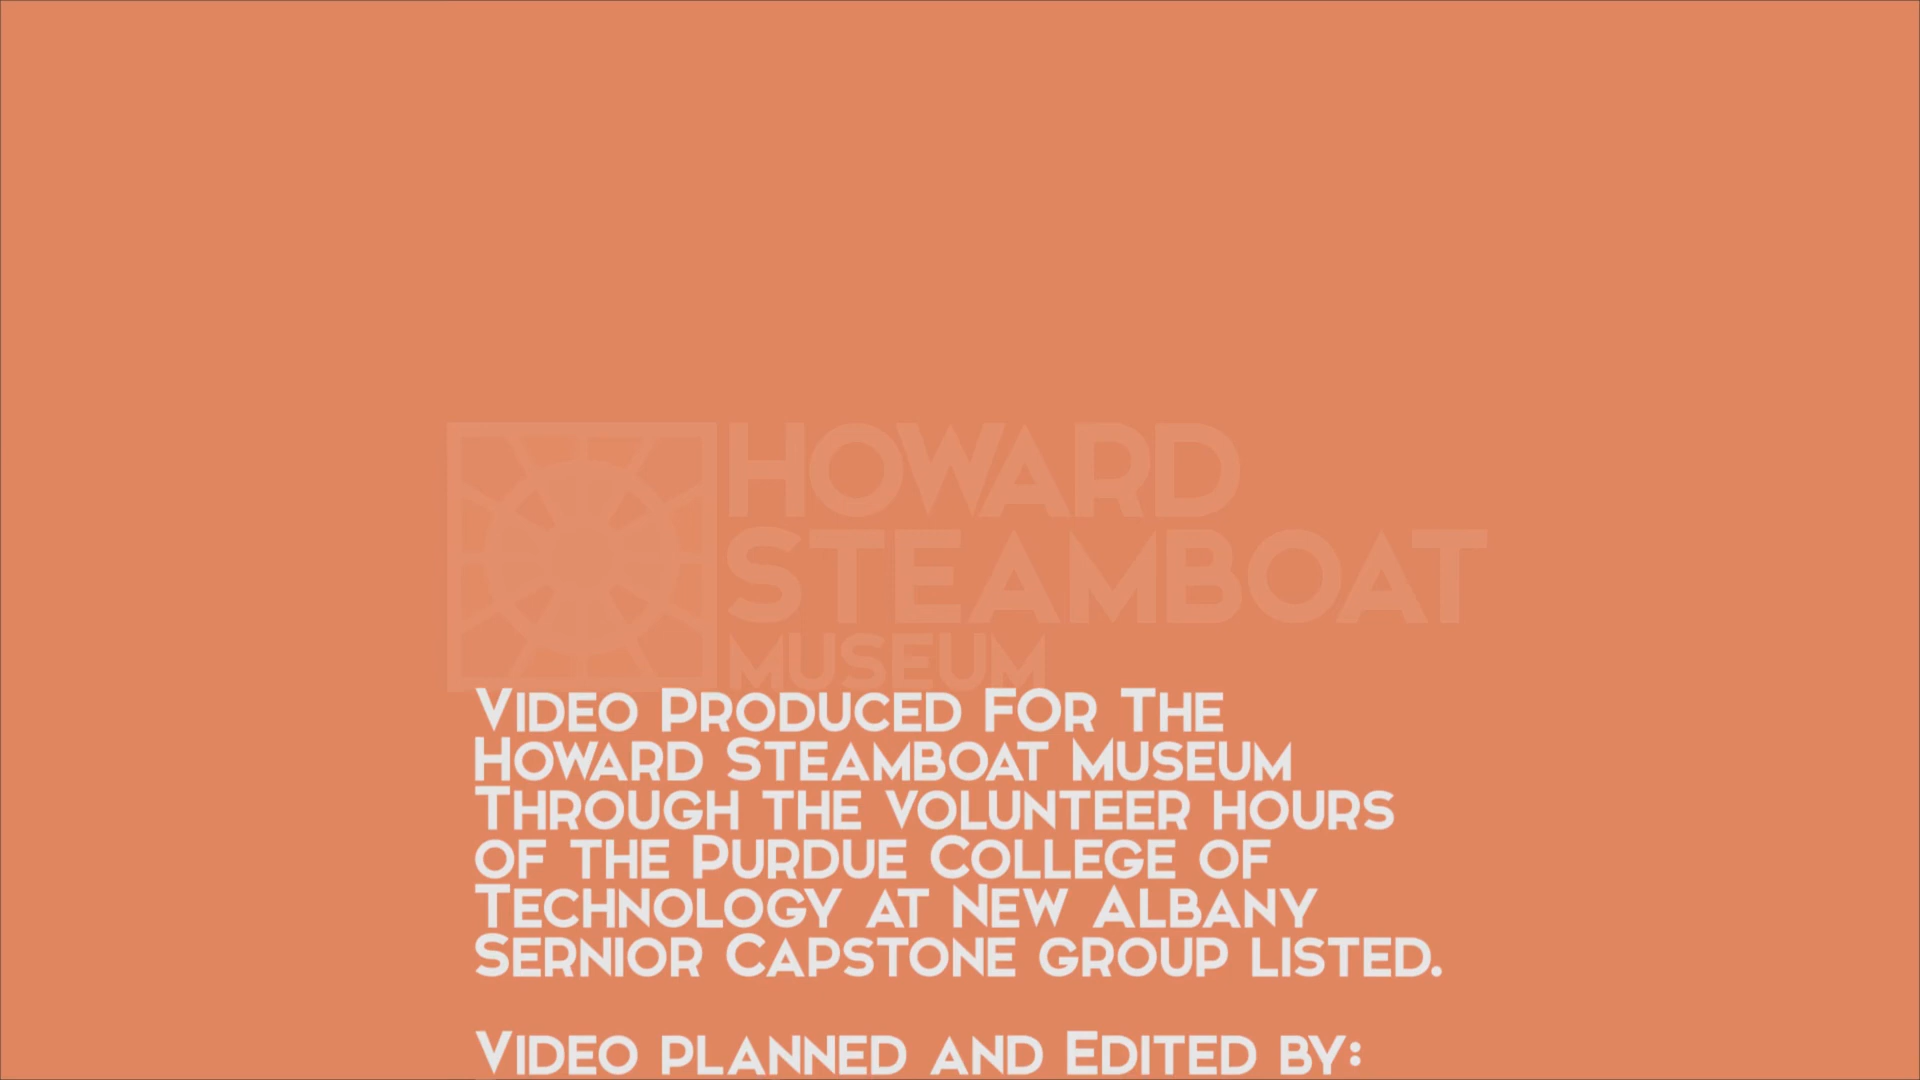 HOWARD
STEAMBOAT
MUSEUM
VIDEO PRODUCED FOR THE
HOWARD STEAMBOAT MUSEUM
THROUGH THE VOLUNTEER HOURS
OF THE PURDUE COLLEGE OF
TECHNOLOGY AT NEW ALBANY
SERNIOR CAPSTONE GROUP LISTED.
VIDEO PLANNED AND EDITED BY: